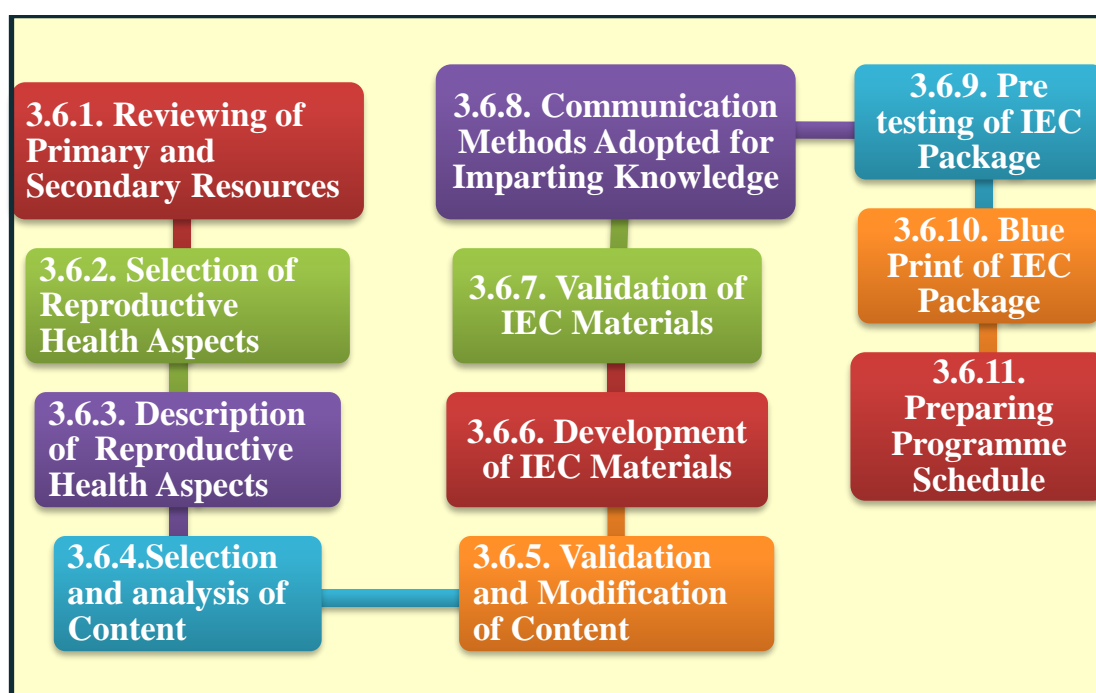 3.6.1. Reviewing of
Primary and
Secondary Resources
3.6.2. Selection of
Reproductive
Health Aspects
3.6.3. Description
of Reproductive
Health Aspects
3.6.4.Selection
and analysis of
Content
3.6.5. Validation
and Modification
of Content
3.6.6. Development
of IEC Materials
3.6.7. Validation of
IEC Materials
3.6.8. Communication
Methods Adopted for
Imparting Knowledge
3.6.9. Pre
testing of IEC
Package
3.6.10. Blue
Print of IEC
Package
3.6.11.
Preparing
Programme
Schedule